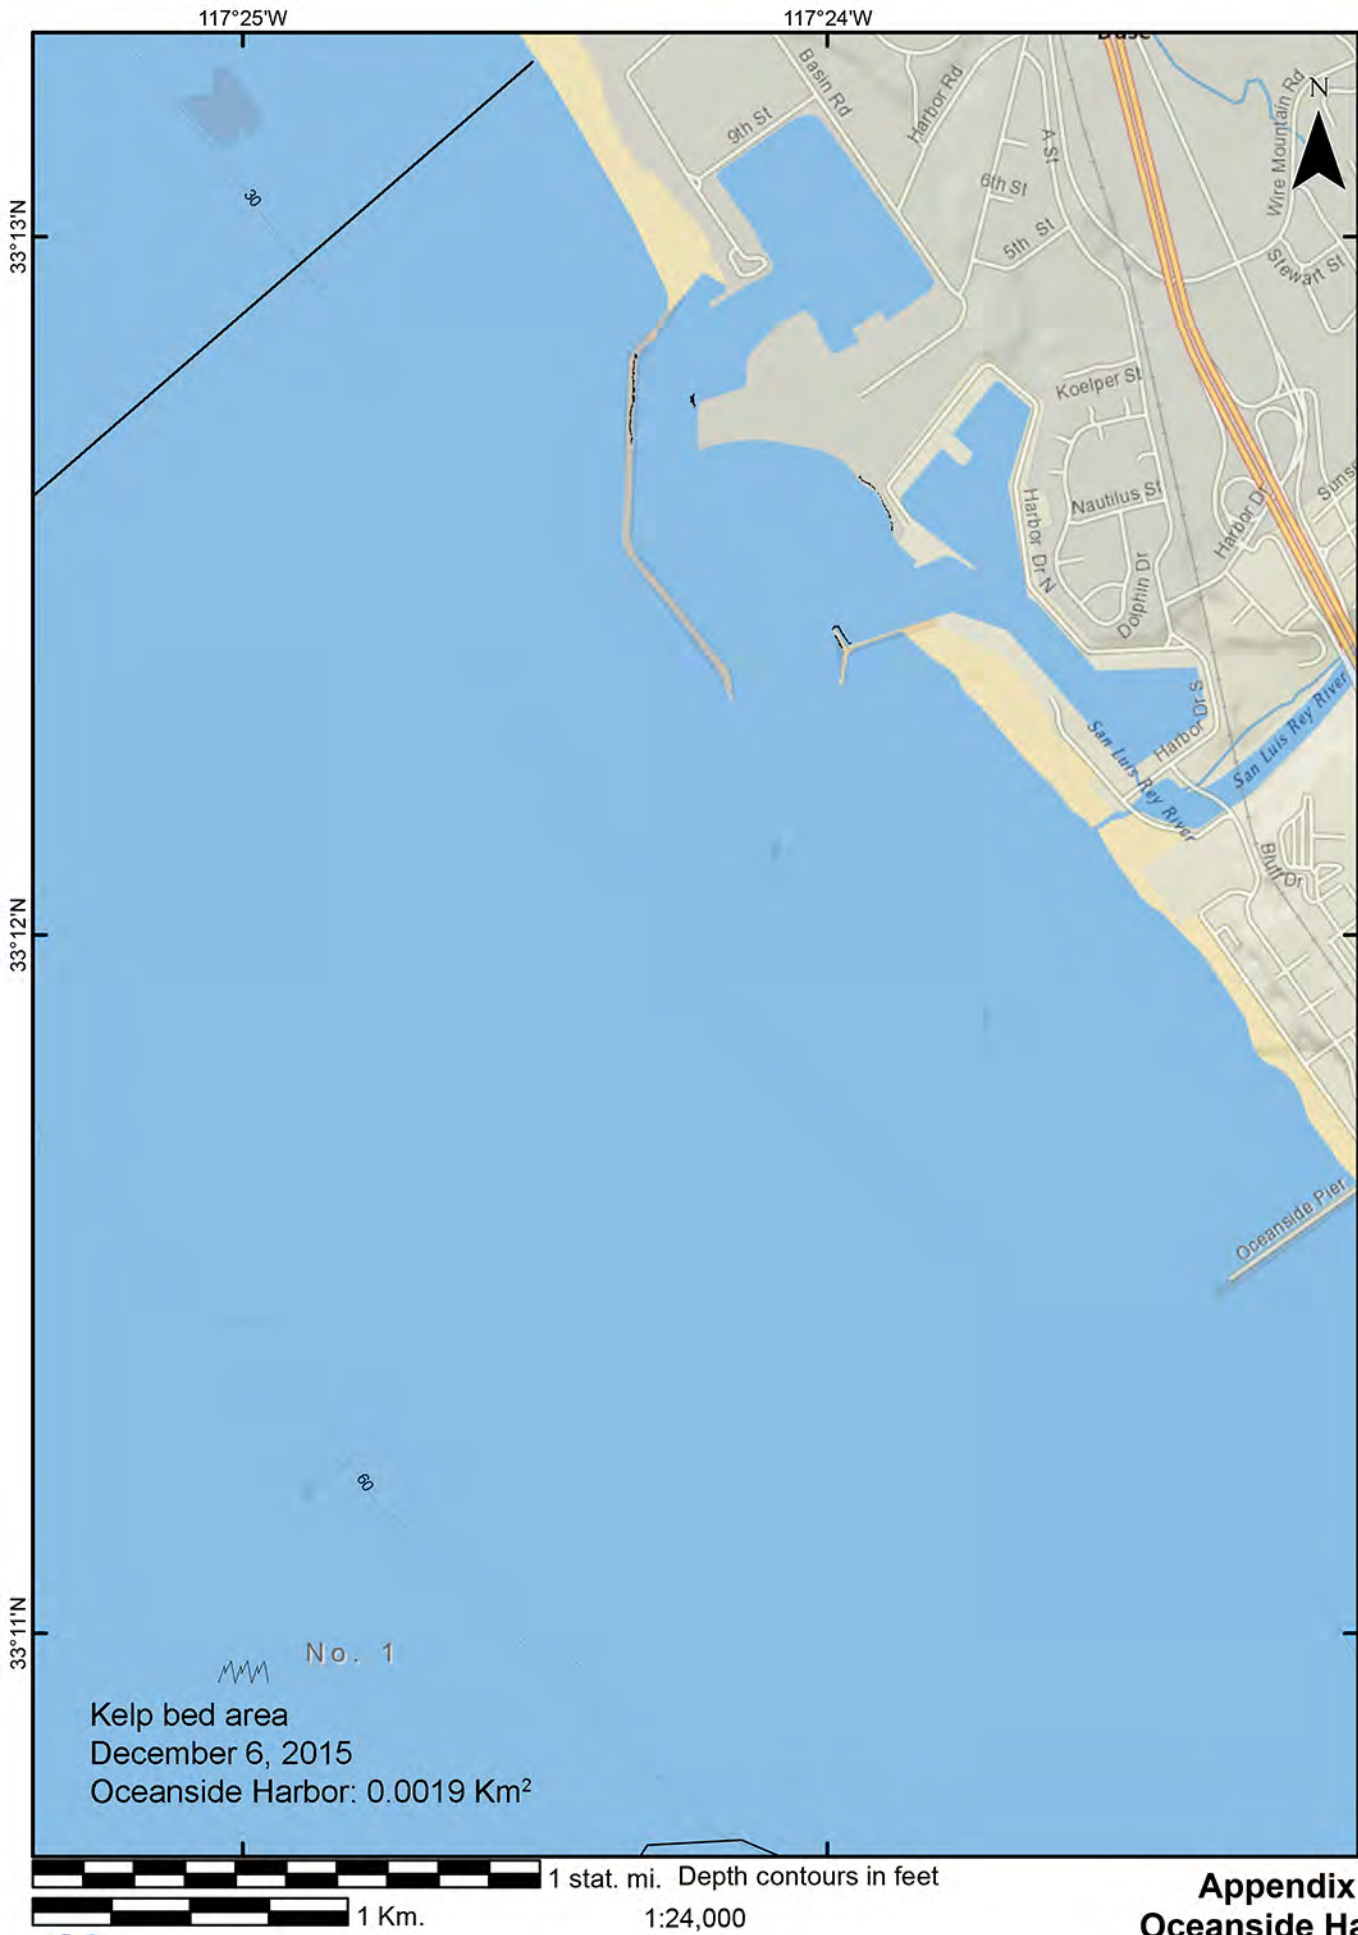 117°25'W
117°24'W
Basin Rd
Harbor Rd
9th St
A St
6th St
5th St
Wire Mountain Rd
N
Stewart St
30
33°13'N
Koelper St
Nautilus St
Harbor Dr N
Dolphin Dr
Harbor Dr
Harbor Dr S
San Luis Rey River
San Luis Rey River
Bluff Dr
33°12'N
Oceanside Pier
60
33°11'N
No. 1
Kelp bed area
December 6, 2015
Oceanside Harbor: 0.0019 Km²
1 stat. mi. Depth contours in feet
1 Km.
1:24,000
Appendix
Oceanside Ha